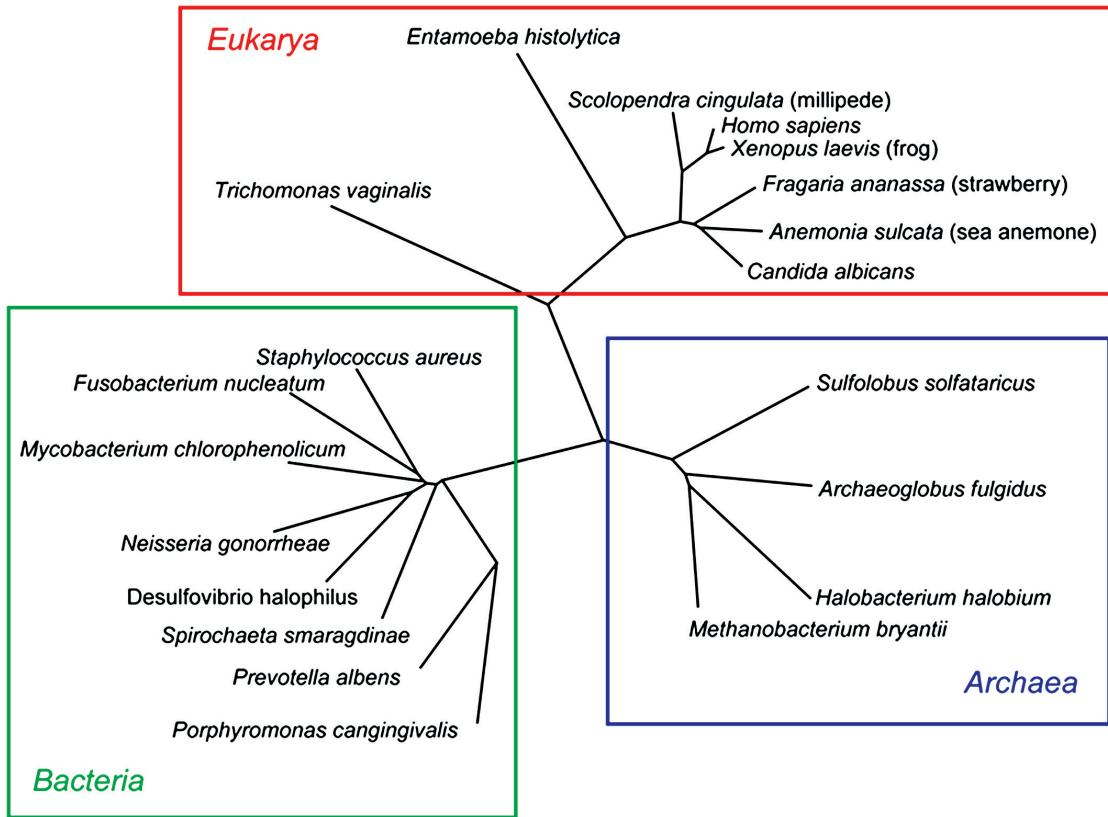 Eukarya
Entamoeba histolytica
Scolopendra cingulata (millipede)
Homo sapiens
Xenopus laevis (frog)
Trichomonas vaginalis
Fragaria ananassa (strawberry)
Anemonia sulcata (sea anemone)
Candida albicans
Staphylococcus aureus
Fusobacterium nucleatum
Mycobacterium chlorophenolicum
Neisseria gonorrheae
Desulfovibrio halophilus
Spirochaeta smaragdinae
Prevotella albens
Porphyromonas cangingivalis
Bacteria
Sulfolobus solfataricus
Archaeoglobus fulgidus
Halobacterium halobium
Methanobacterium bryantii
Archaea